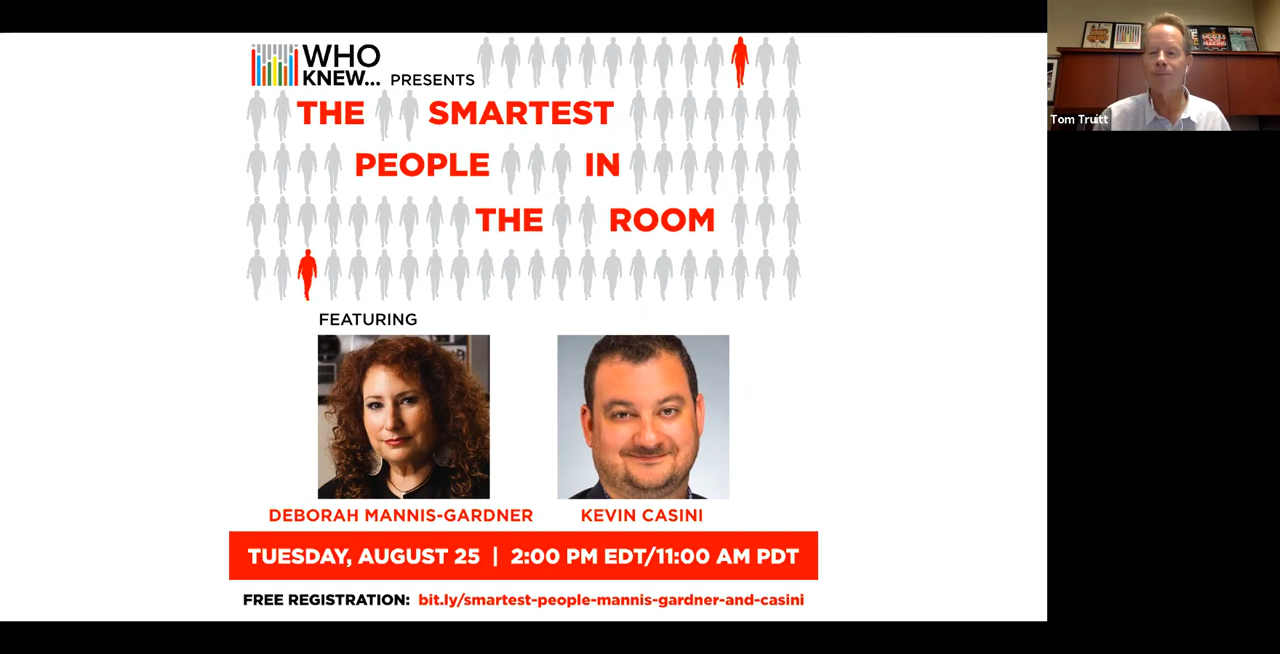 WHO
KNEW... PRESENTS
THE SMARTEST
PEOPLE IN
THE ROOM
FEATURING
DEBORAH MANNIS-GARDNER
KEVIN CASINI
TUESDAY, AUGUST 25 | 2:00 PM EDT/11:00 AM PDT
FREE REGISTRATION: bit.ly/smartest-people-mannis-gardner-and-casini
Tom Truitt